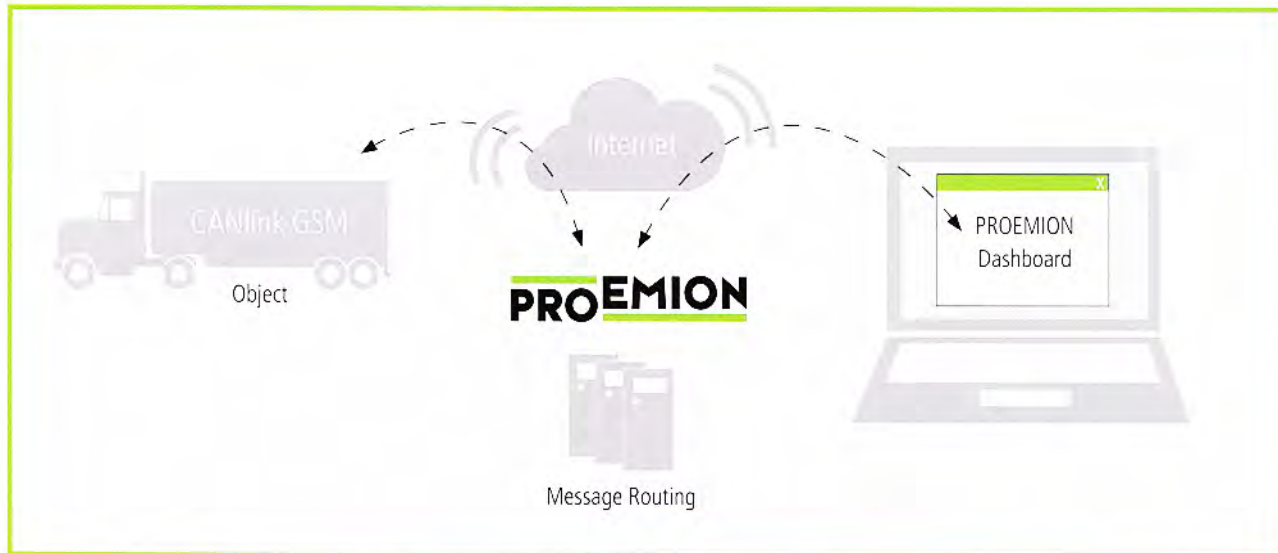 Internet
CANlink GSM
Object
PROEMION
Message Routing
X
PROEMION
Dashboard